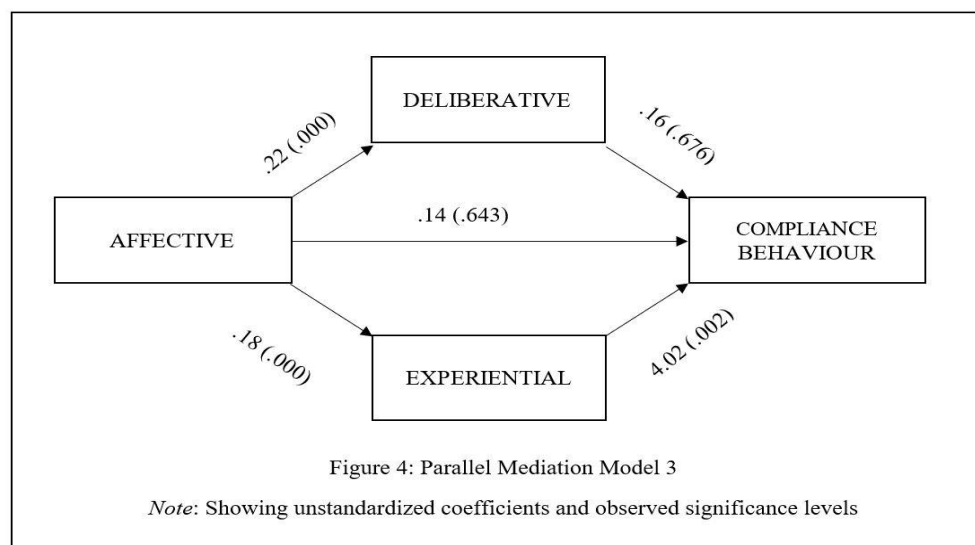 DELIBERATIVE
.22 (.000)
.16 (.676)
.14 (.643)
AFFECTIVE
COMPLIANCE
BEHAVIOUR
.18 (.000)
4.02 (.002)
EXPERIENTIAL
Figure 4: Parallel Mediation Model 3
Note: Showing unstandardized coefficients and observed significance levels